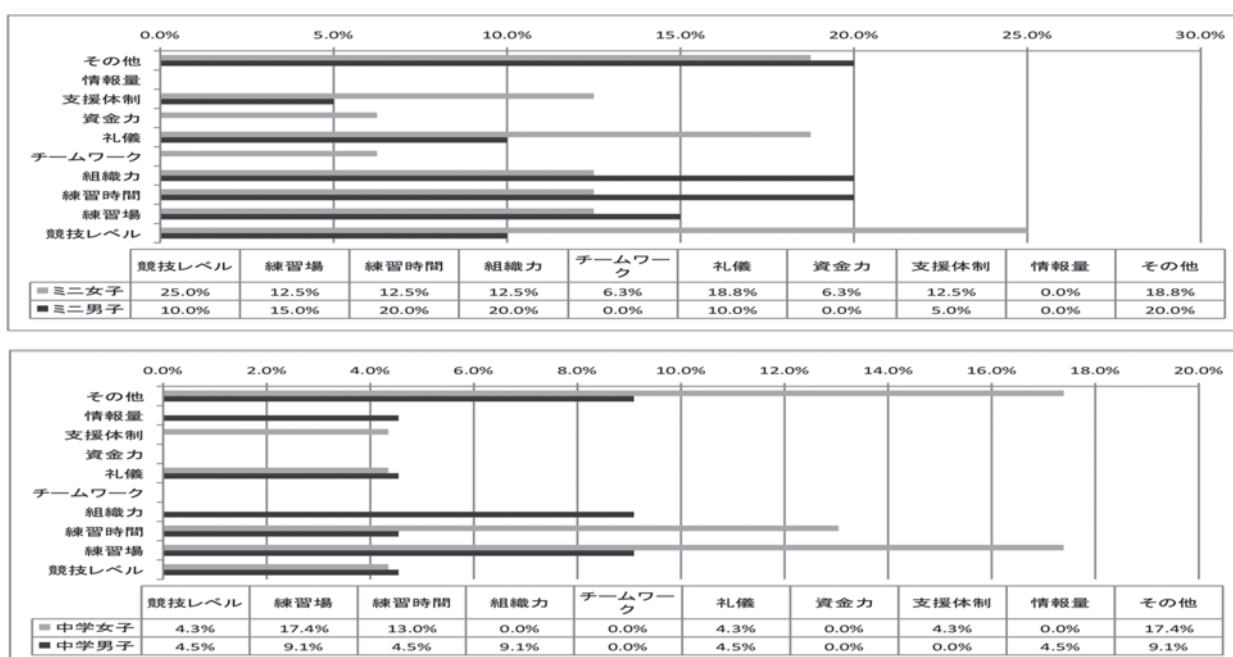 0.0% 5.0% 10.0% 15.0% 20.0% 25.0% 30.0%
その他
情報量
支援体制
資金力
礼儀
チームワーク
組織力
練習時間
練習場
競技レベル
競技レベル 練習場 練習時間 組織力 チームワーク 礼儀 資金力 支援体制 情報量 その他
ミニ女子 25.0% 12.5% 12.5% 12.5% 6.3% 18.8% 6.3% 12.5% 0.0% 18.8%
ミニ男子 10.0% 15.0% 20.0% 20.0% 0.0% 10.0% 0.0% 5.0% 0.0% 20.0%
0.0% 2.0% 4.0% 6.0% 8.0% 10.0% 12.0% 14.0% 16.0% 18.0% 20.0%
その他
情報量
支援体制
資金力
礼儀
チームワーク
組織力
練習時間
練習場
競技レベル
競技レベル 練習場 練習時間 組織力 チームワーク 礼儀 資金力 支援体制 情報量 その他
中学女子 4.3% 17.4% 13.0% 0.0% 0.0% 4.3% 0.0% 4.3% 0.0% 17.4%
中学男子 4.5% 9.1% 4.5% 9.1% 0.0% 4.5% 0.0% 0.0% 4.5% 9.1%